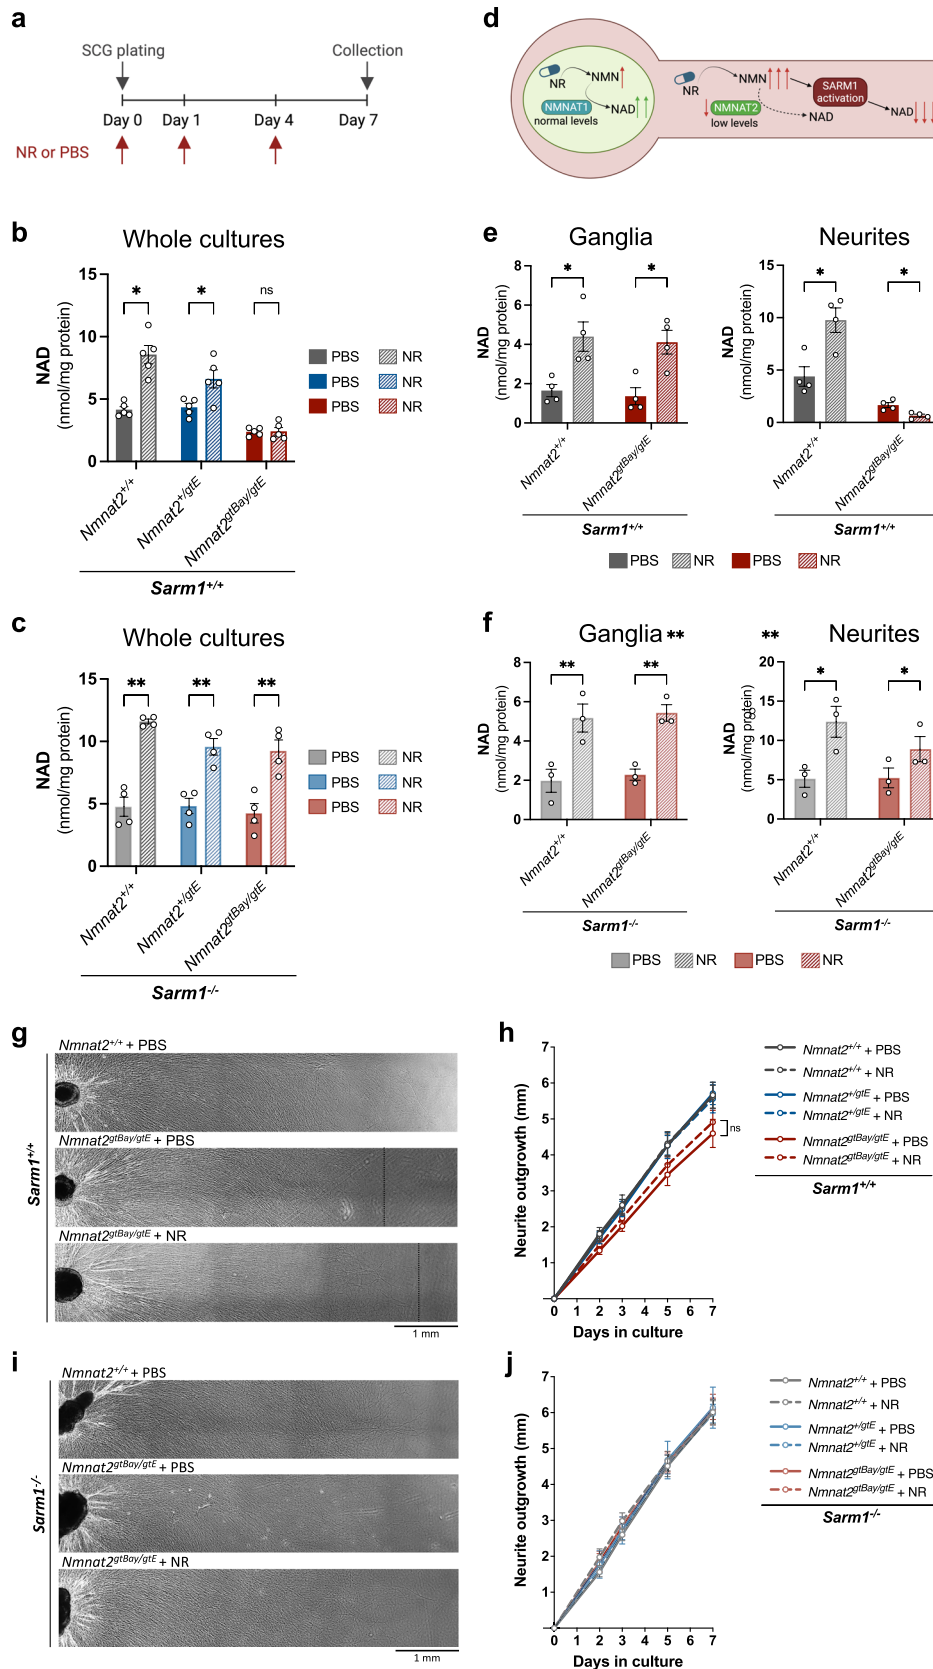 a
SCG plating
Collection
Day 0
Day 1
Day 4
Day 7
NR or PBS
d
NR
NMN
NMNAT1
normal levels
NAD
NR
NMN
NMNAT2
low levels
NAD
SARM1
activation
NAD
b
Whole cultures
NAD
(nmol/mg protein)
15
10
5
0
*
*
ns
PBS
NR
PBS
NR
PBS
NR
Nmnat2+/+
Nmnat2+/gtE
Nmnat2gtBay/gtE
Sarm1+/+
e
Ganglia
NAD
(nmol/mg protein)
8
6
4
2
0
*
*
Nmnat2+/+
Nmnat2gtBay/gtE
Sarm1+/+
Neurites
NAD
(nmol/mg protein)
15
10
5
0
*
*
Nmnat2+/+
Nmnat2gtBay/gtE
Sarm1+/+
PBS
NR
PBS
NR
c
Whole cultures
NAD
(nmol/mg protein)
15
10
5
0
**
**
**
PBS
NR
PBS
NR
PBS
NR
Nmnat2+/+
Nmnat2+/gtE
Nmnat2gtBay/gtE
Sarm1-/-
f
Ganglia **
NAD
(nmol/mg protein)
8
6
4
2
0
**
**
Nmnat2+/+
Nmnat2gtBay/gtE
Sarm1-/-
** Neurites
NAD
(nmol/mg protein)
20
15
10
5
0
*
*
Nmnat2+/+
Nmnat2gtBay/gtE
Sarm1-/-
PBS
NR
PBS
NR
g
Nmnat2+/+ + PBS
Nmnat2gtBay/gtE + PBS
Nmnat2gtBay/gtE + NR
Sarm1+/+
1 mm
h
Neurite outgrowth (mm)
7
6
5
4
3
2
1
0 1 2 3 4 5 6 7
Days in culture
ns
Nmnat2+/+ + PBS
Nmnat2+/+ + NR
Nmnat2+/gtE + PBS
Nmnat2+/gtE + NR
Nmnat2gtBay/gtE + PBS
Nmnat2gtBay/gtE + NR
Sarm1+/+
i
Nmnat2+/+ + PBS
Nmnat2gtBay/gtE + PBS
Nmnat2gtBay/gtE + NR
Sarm1-/-
1 mm
j
Neurite outgrowth (mm)
7
6
5
4
3
2
1
0 1 2 3 4 5 6 7
Days in culture
Nmnat2+/+ + PBS
Nmnat2+/+ + NR
Nmnat2+/gtE + PBS
Nmnat2+/gtE + NR
Nmnat2gtBay/gtE + PBS
Nmnat2gtBay/gtE + NR
Sarm1-/-